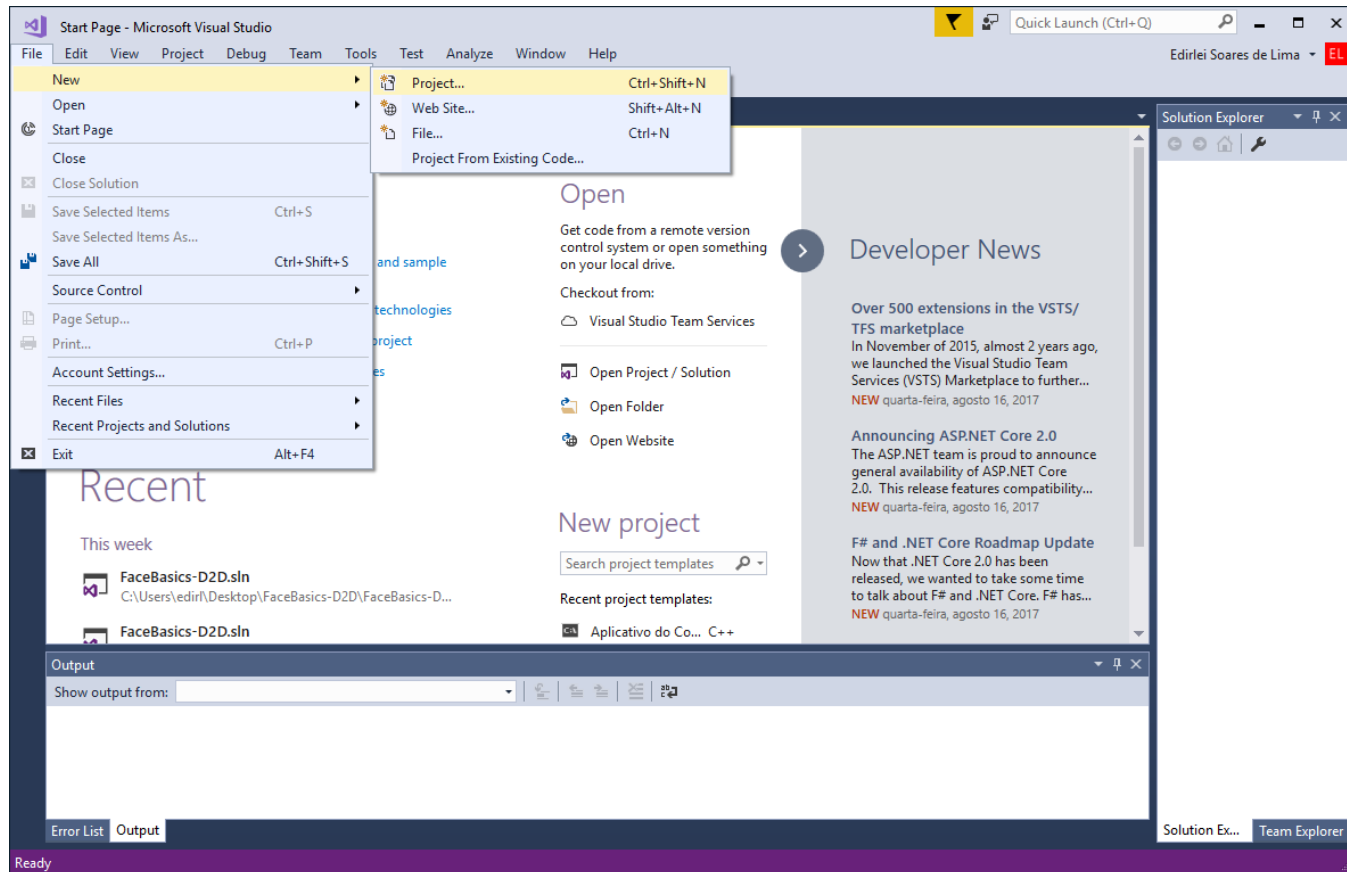 Start Page - Microsoft Visual Studio
Quick Launch (Ctrl+Q)
File Edit View Project Debug Team Tools Test Analyze Window Help
Edirlei Soares de Lima EL
New
Open
Start Page
Close
Close Solution
Save Selected Items Ctrl+S
Save Selected Items As...
Save All Ctrl+Shift+S
Source Control
Page Setup...
Print... Ctrl+P
Account Settings...
Recent Files
Recent Projects and Solutions
Exit Alt+F4
Project... Ctrl+Shift+N
Web Site... Shift+Alt+N
File... Ctrl+N
Project From Existing Code...
and sample
technologies
project
es
Recent
This week
FaceBasics-D2D.sln
C:\Users\edirl\Desktop\FaceBasics-D2D\FaceBasics-D...
FaceBasics-D2D.sln
Open
Get code from a remote version
control system or open something
on your local drive.
Checkout from:
Visual Studio Team Services
Open Project / Solution
Open Folder
Open Website
New project
Search project templates
Recent project templates:
Aplicativo do Co... C++
Developer News
Over 500 extensions in the VSTS/
TFS marketplace
In November of 2015, almost 2 years ago,
we launched the Visual Studio Team
Services (VSTS) Marketplace to further...
NEW quarta-feira, agosto 16, 2017
Announcing ASP.NET Core 2.0
The ASP.NET team is proud to announce
general availability of ASP.NET Core
2.0. This release features compatibility...
NEW quarta-feira, agosto 16, 2017
F# and .NET Core Roadmap Update
Now that .NET Core 2.0 has been
released, we wanted to take some time
to talk about F# and .NET Core. F# has...
NEW quarta-feira, agosto 16, 2017
Solution Explorer
Output
Show output from:
Error List Output
Solution Ex... Team Explorer
Ready